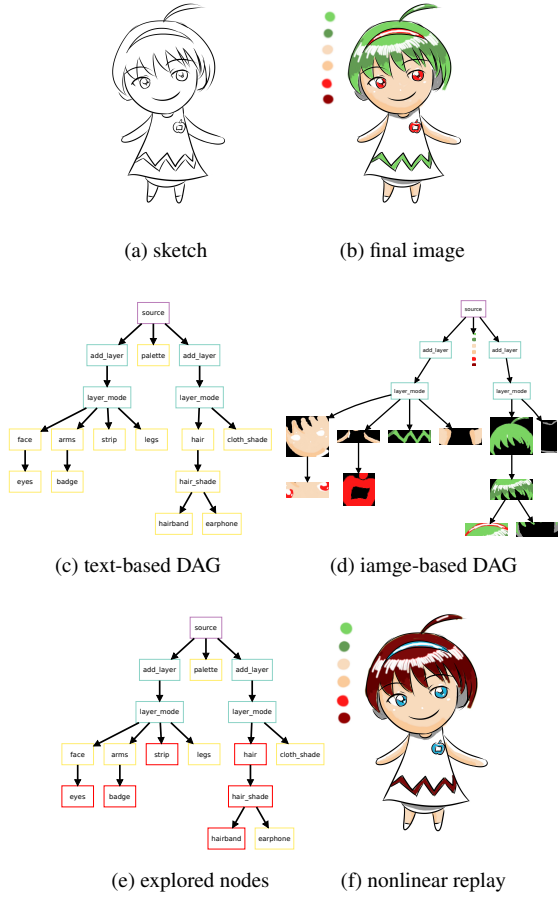 (a) sketch (b) final image
source
add_layer palette add_layer
layer_mode layer_mode
face arms strip legs hair cloth_shade
eyes badge hair_shade
hairband earphone
source
add_layer add_layer
layer_mode layer_mode
(c) text-based DAG (d) iamge-based DAG
source
add_layer palette add_layer
layer_mode layer_mode
face arms strip legs hair cloth_shade
eyes badge hair_shade
hairband earphone
(e) explored nodes (f) nonlinear replay